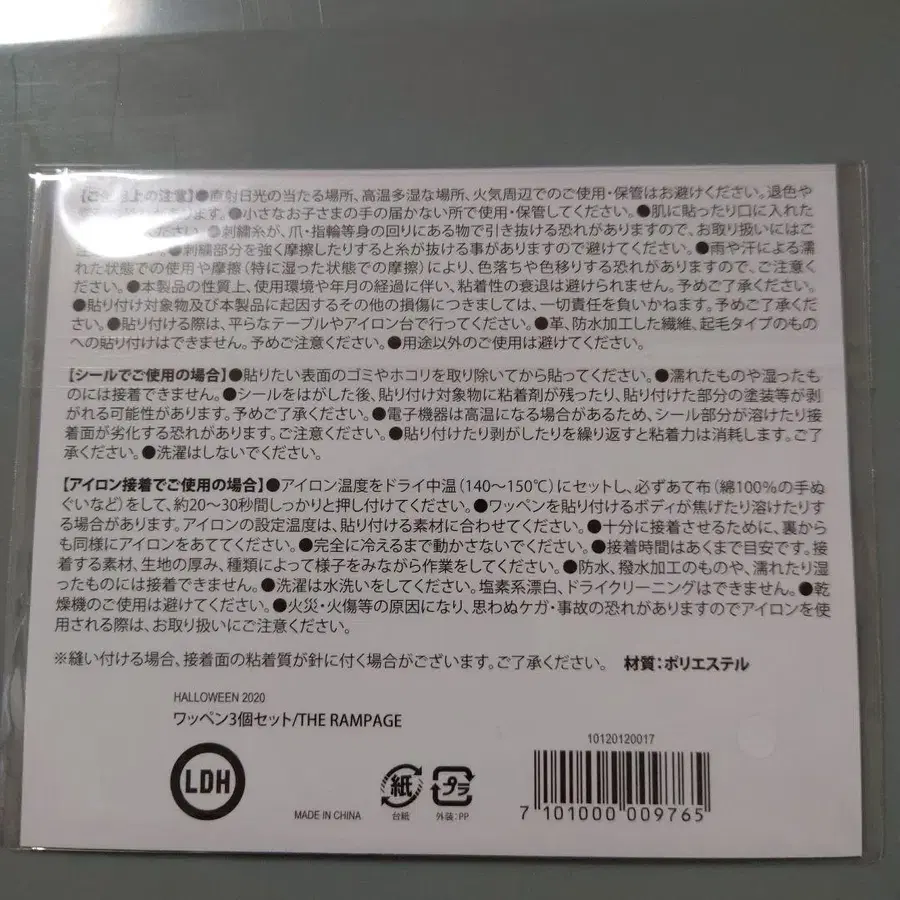 【ご使用上の注意】●直射日光の当たる場所、高温多湿な場所、火気周辺でのご使用・保管はお避けください。退色や
ます。●小さなお子さまの手の届かない所で使用・保管してください。●肌に貼ったり口に入れた
ください。●刺繍糸が、爪・指輪等身の回りにある物で引き抜ける恐れがありますので、お取り扱いにはご
●刺繍部分を強く摩擦したりすると糸が抜ける事がありますので避けてください。●雨や汗による濡
れた状態での使用や摩擦(特に湿った状態での摩擦)により、色落ちや色移りする恐れがありますので、ご注意くだ
さい。●本製品の性質上、使用環境や年月の経過に伴い、粘着性の衰退は避けられません。予めご了承ください。
●貼り付け対象物及び本製品に起因するその他の損傷につきましては、一切責任を負いかねます。予めご了承くだ
さい。●貼り付ける際は、平らなテーブルやアイロン台で行ってください。●革、防水加工した繊維、起毛タイプのもの
への貼り付けはできません。予めご注意ください。●用途以外のご使用は避けてください。
【シールでご使用の場合】●貼りたい表面のゴミやホコリを取り除いてから貼ってください。●濡れたものや湿ったも
のには接着できません。●シールをはがした後、貼り付け対象物に粘着剤が残ったり、貼り付けた部分の塗装等が剥
がれる可能性があります。予めご了承ください。●電子機器は高温になる場合があるため、シール部分が溶けたり接
着面が劣化する恐れがあります。ご注意ください。●貼り付けたり剥がしたりを繰り返すと粘着力は消耗します。ご了
承ください。●洗濯はしないでください。
【アイロン接着でご使用の場合】●アイロン温度をドライ中温(140〜150℃)にセットし、必ずあて布(綿100%の手ぬ
ぐいなど)をして、約20〜30秒間しっかりと押し付けてください。●ワッペンを貼り付けるボディが焦げたり溶けたりす
る場合があります。アイロンの設定温度は、貼り付ける素材に合わせてください。●十分に接着させるために、裏から
も同様にアイロンをあててください。●完全に冷えるまで動かさないでください。●接着時間はあくまで目安です。接
着する素材、生地の厚み、種類によって様子をみながら作業をしてください。●防水、撥水加工のものや、濡れたり湿
ったものには接着できません。●洗濯は水洗いをしてください。塩素系漂白、ドライクリーニングはできません。●乾
燥機のご使用は避けてください。●火災・火傷等の原因になり、思わぬケガ・事故の恐れがありますのでアイロンを使
用される際は、お取り扱いにご注意ください。
※縫い付ける場合、接着面の粘着質が針に付く場合がございます。ご了承ください。 材質：ポリエステル
HALLOWEEN 2020
ワッペン3個セット/THE RAMPAGE
LDH
MADE IN CHINA
紙
台紙
プラ
外装:PP
10120120017
7 101000 009765